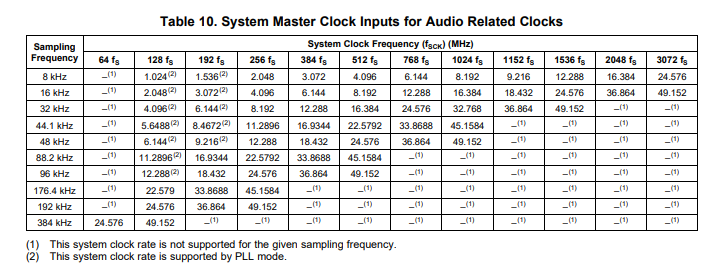 Table 10. System Master Clock Inputs for Audio Related Clocks
Sampling Frequency System Clock Frequency (fSCK) (MHz)
64 fS 128 fS 192 fS 256 fS 384 fS 512 fS 768 fS 1024 fS 1152 fS 1536 fS 2048 fS 3072 fS
8 kHz –(1) 1.024(2) 1.536(2) 2.048 3.072 4.096 6.144 8.192 9.216 12.288 16.384 24.576
16 kHz –(1) 2.048(2) 3.072(2) 4.096 6.144 8.192 12.288 16.384 18.432 24.576 36.864 49.152
32 kHz –(1) 4.096(2) 6.144(2) 8.192 12.288 16.384 24.576 32.768 36.864 49.152 –(1) –(1)
44.1 kHz –(1) 5.6488(2) 8.4672(2) 11.2896 16.9344 22.5792 33.8688 45.1584 –(1) –(1) –(1) –(1)
48 kHz –(1) 6.144(2) 9.216(2) 12.288 18.432 24.576 36.864 49.152 –(1) –(1) –(1) –(1)
88.2 kHz –(1) 11.2896(2) 16.9344 22.5792 33.8688 45.1584 –(1) –(1) –(1) –(1) –(1) –(1)
96 kHz –(1) 12.288(2) 18.432 24.576 36.864 49.152 –(1) –(1) –(1) –(1) –(1) –(1)
176.4 kHz –(1) 22.579 33.8688 45.1584 –(1) –(1) –(1) –(1) –(1) –(1) –(1) –(1)
192 kHz –(1) 24.576 36.864 49.152 –(1) –(1) –(1) –(1) –(1) –(1) –(1) –(1)
384 kHz 24.576 49.152 –(1) –(1) –(1) –(1) –(1) –(1) –(1) –(1) –(1) –(1)
(1) This system clock rate is not supported for the given sampling frequency.
(2) This system clock rate is supported by PLL mode.